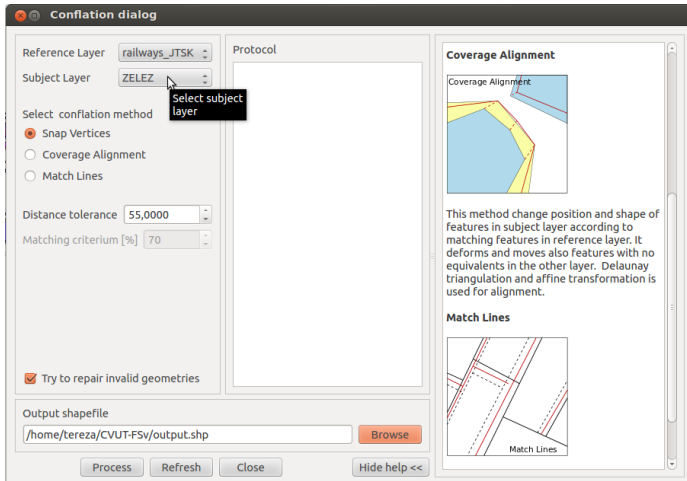 Conflation dialog
Reference Layer railways_JTSK
Subject Layer ZELEZ
Select subject
layer
Select conflation method
Snap Vertices
Coverage Alignment
Match Lines
Distance tolerance 55,0000
Matching criterium [%] 70
Try to repair invalid geometries
Protocol
Output shapefile
/home/tereza/CVUT-FSv/output.shp Browse
Process Refresh Close Hide help <<
Coverage Alignment
Coverage Alignment
This method change position and shape of
features in subject layer according to
matching features in reference layer. It
deforms and moves also features with no
equivalents in the other layer. Delaunay
triangulation and affine transformation is
used for alignment.
Match Lines
Match Lines